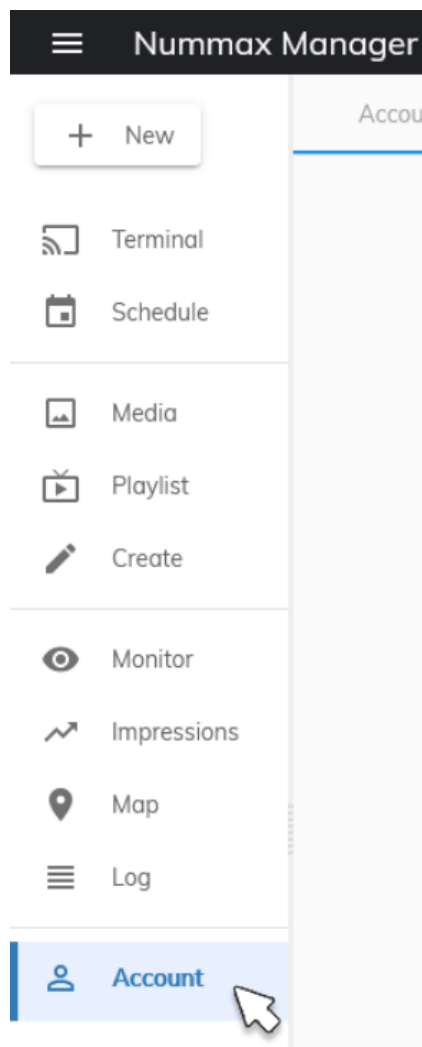 Nummax Manager
New
Accou
Terminal
Schedule
Media
Playlist
Create
Monitor
Impressions
Map
Log
Account